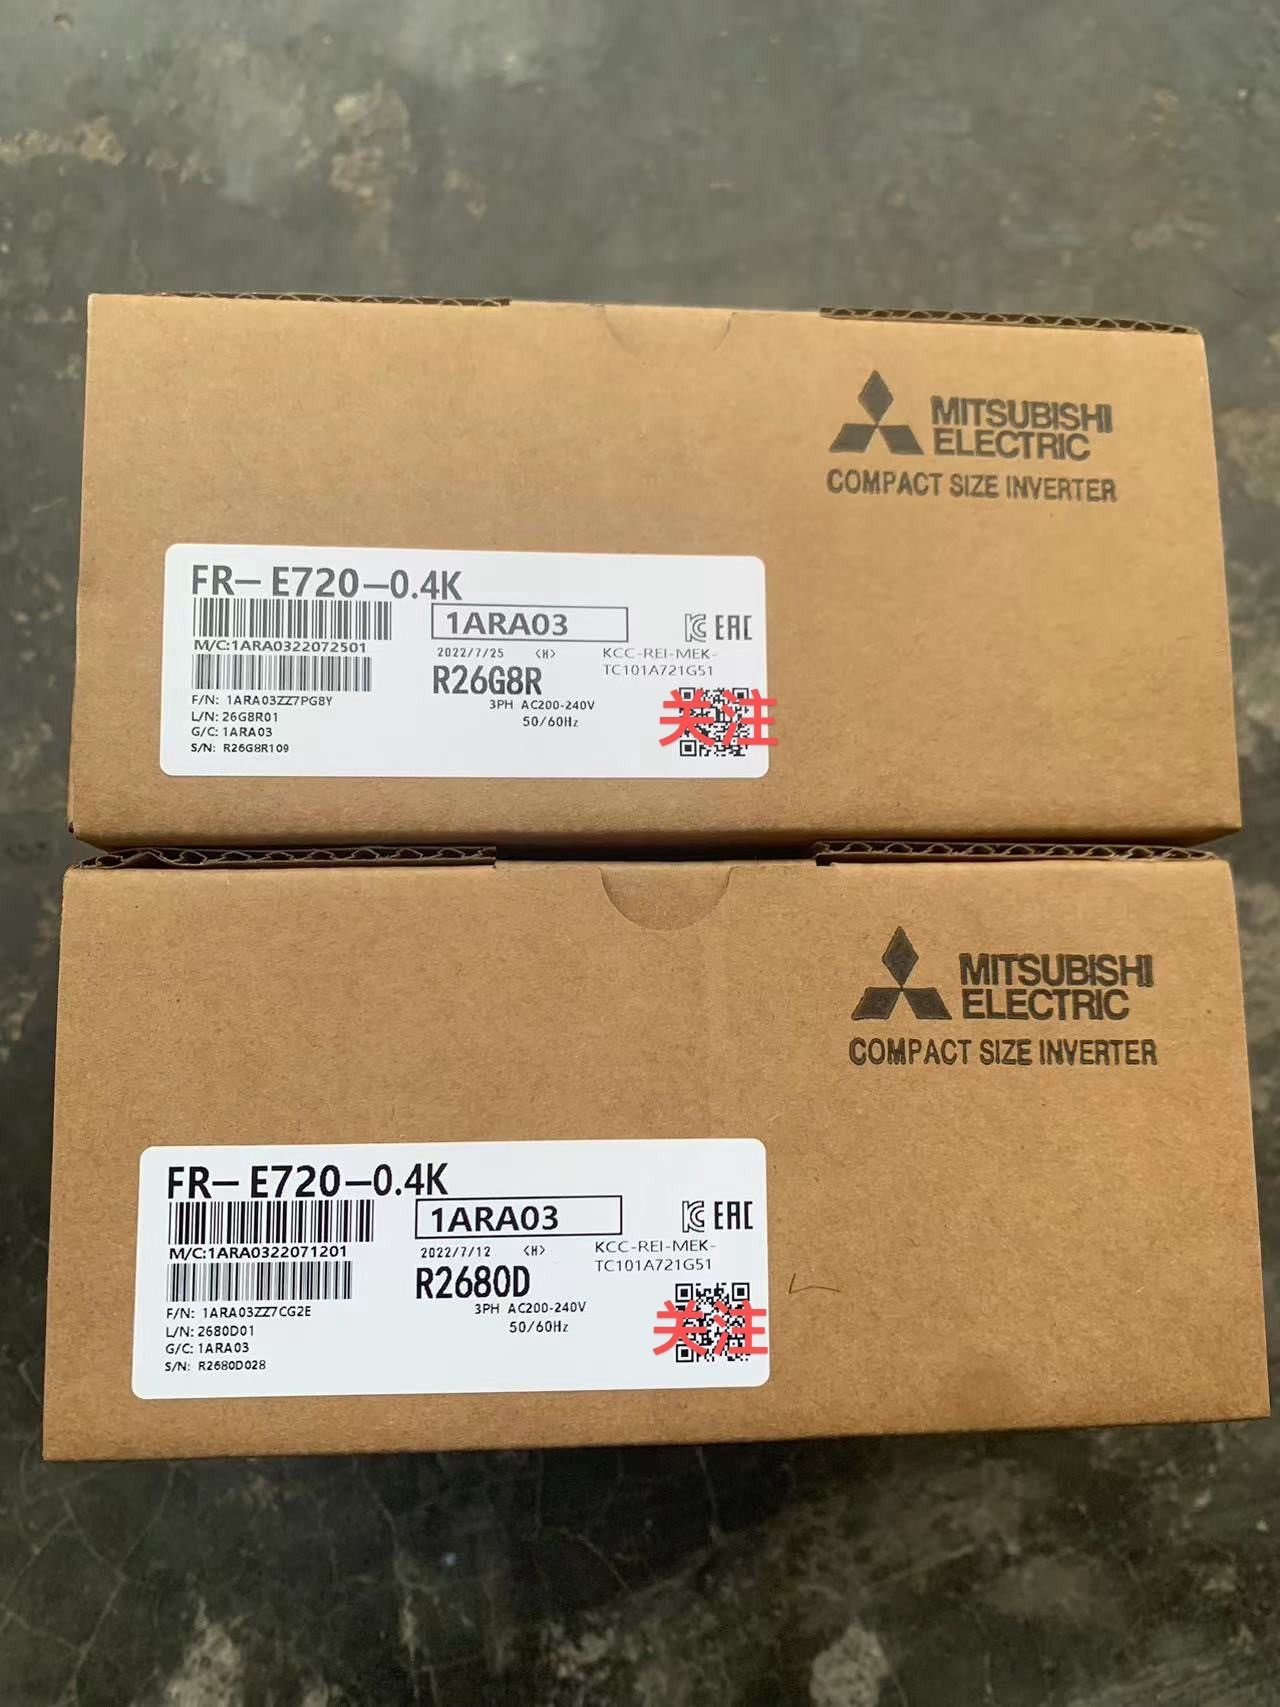 MITSUBISHI
ELECTRIC
COMPACT SIZE INVERTER
FR-E720-0.4K
1ARA03
M/C:1ARA0322072501
2022/7/25 <H>
KCC-REI-MEK-
TC101A721G51
EAC
R26G8R
3PH AC200-240V
50/60Hz
F/N: 1ARA03ZZ7PG8Y
L/N: 26G8R01
G/C: 1ARA03
S/N: R26G8R109
关注
MITSUBISHI
ELECTRIC
COMPACT SIZE INVERTER
FR-E720-0.4K
1ARA03
M/C:1ARA0322071201
2022/7/12 <H>
KCC-REI-MEK-
TC101A721G51
EAC
R2680D
3PH AC200-240V
50/60Hz
F/N: 1ARA03ZZ7CG2E
L/N: 2680D01
G/C: 1ARA03
S/N: R2680D028
关注